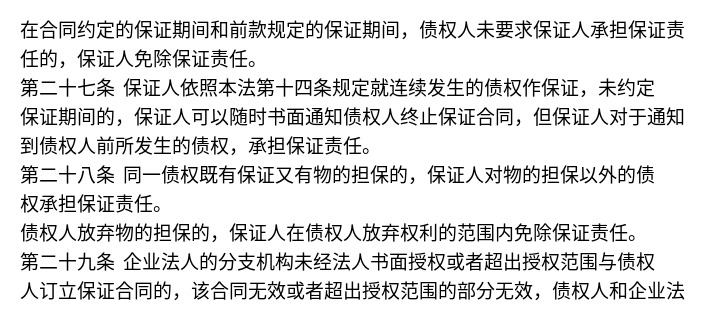 在合同约定的保证期间和前款规定的保证期间，债权人未要求保证人承担保证责
任的，保证人免除保证责任。
第二十七条 保证人依照本法第十四条规定就连续发生的债权作保证，未约定
保证期间的，保证人可以随时书面通知债权人终止保证合同，但保证人对于通知
到债权人前所发生的债权，承担保证责任。
第二十八条 同一债权既有保证又有物的担保的，保证人对物的担保以外的债
权承担保证责任。
债权人放弃物的担保的，保证人在债权人放弃权利的范围内免除保证责任。
第二十九条 企业法人的分支机构未经法人书面授权或者超出授权范围与债权
人订立保证合同的，该合同无效或者超出授权范围的部分无效，债权人和企业法